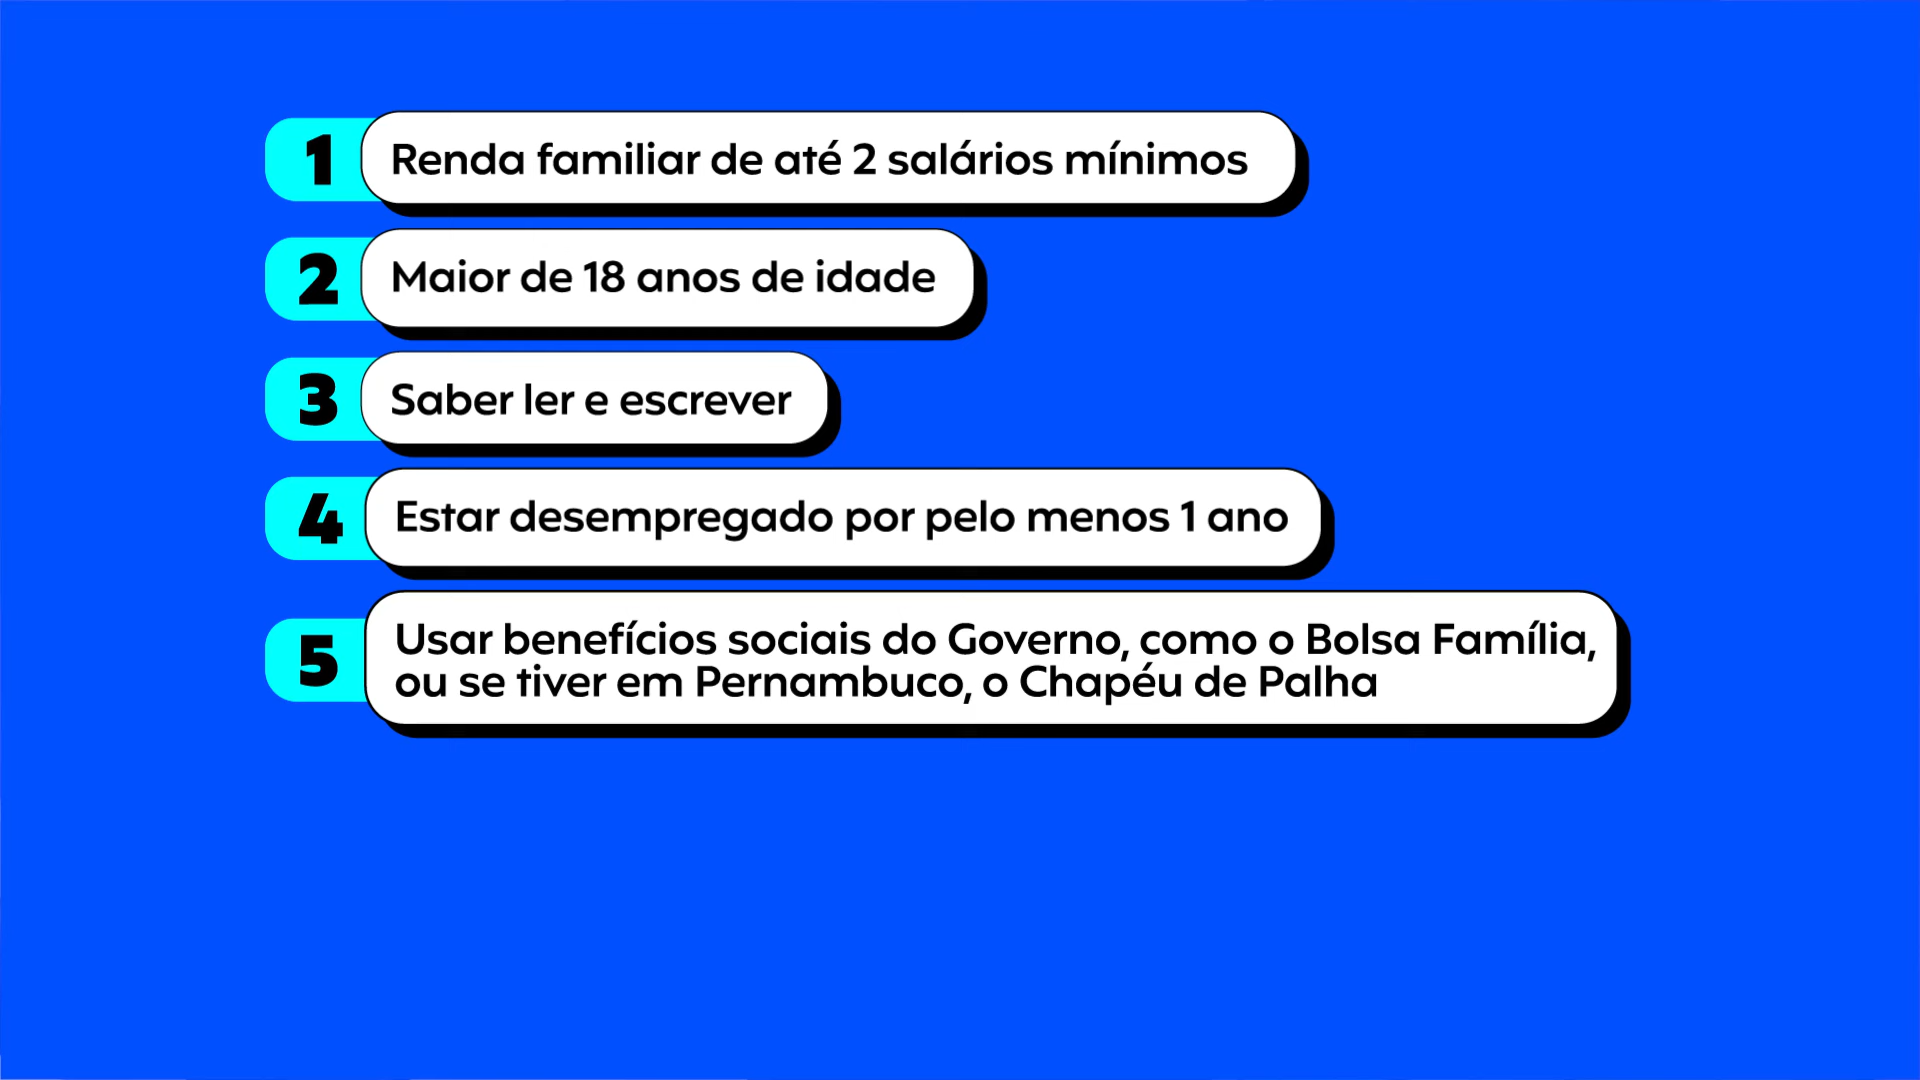 1 Renda familiar de até 2 salários mínimos
2 Maior de 18 anos de idade
3 Saber ler e escrever
4 Estar desempregado por pelo menos 1 ano
5 Usar benefícios sociais do Governo, como o Bolsa Família,
ou se tiver em Pernambuco, o Chapéu de Palha